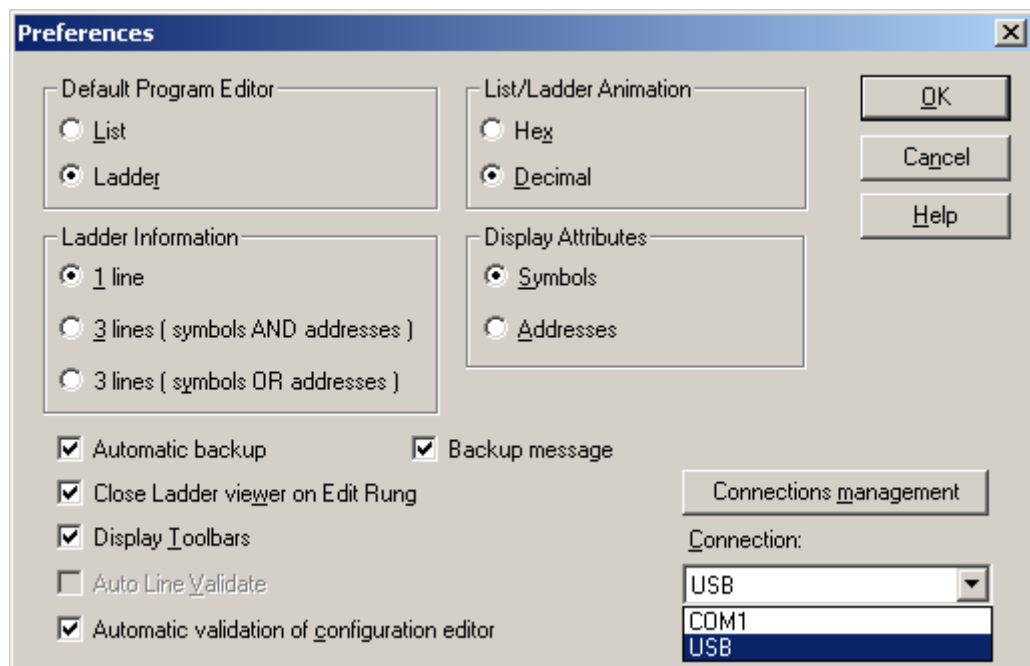 Preferences
Default Program Editor
List
Ladder
List/Ladder Animation
Hex
Decimal
OK
Cancel
Help
Ladder Information
1 line
3 lines ( symbols AND addresses )
3 lines ( symbols OR addresses )
Display Attributes
Symbols
Addresses
Automatic backup
Backup message
Close Ladder viewer on Edit Rung
Display Toolbars
Auto Line Validate
Automatic validation of configuration editor
Connections management
Connection:
USB
COM1
USB